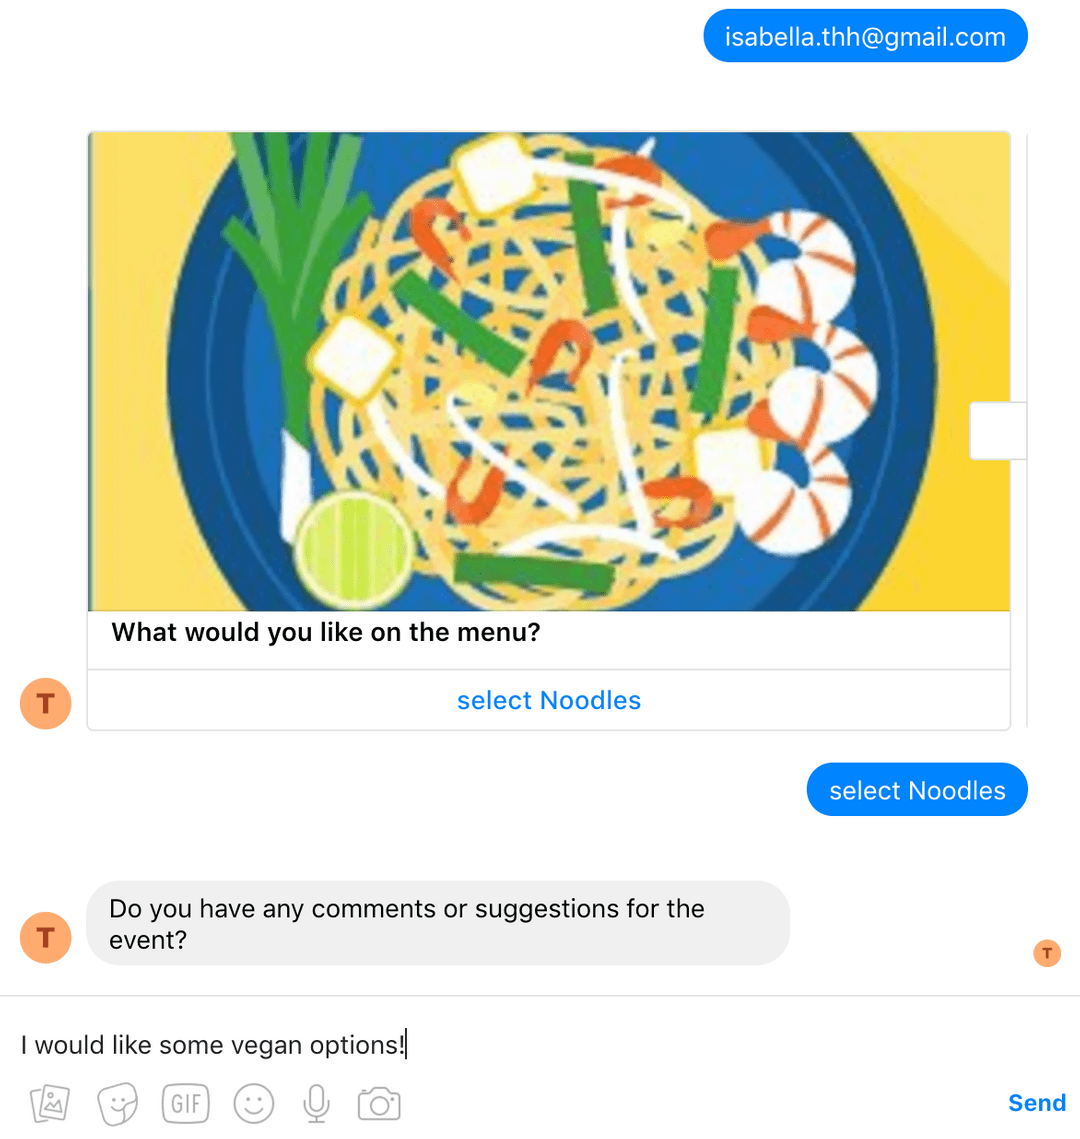 isabella.thh@gmail.com
What would you like on the menu?
select Noodles
T
select Noodles
Do you have any comments or suggestions for the
event?
T
T
I would like some vegan options!
GIF
Send